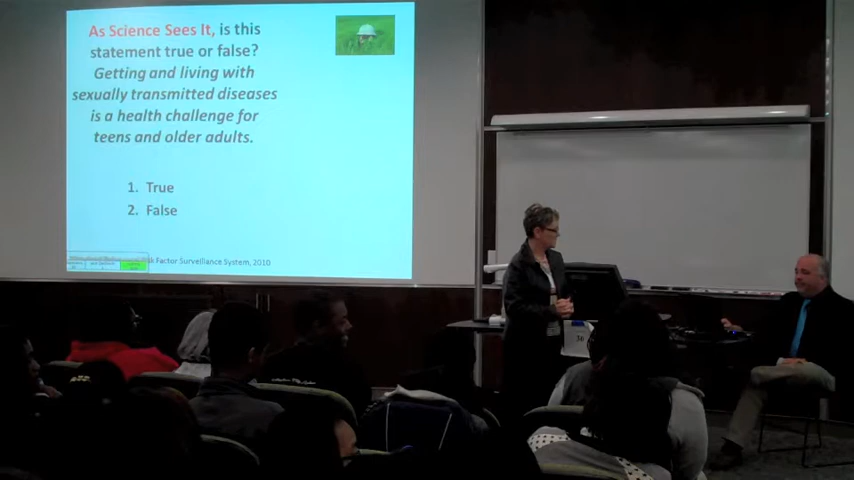 As Science Sees It, is this
statement true or false?
Getting and living with
sexually transmitted diseases
is a health challenge for
teens and older adults.
1. True
2. False
Factor Surveillance System, 2010